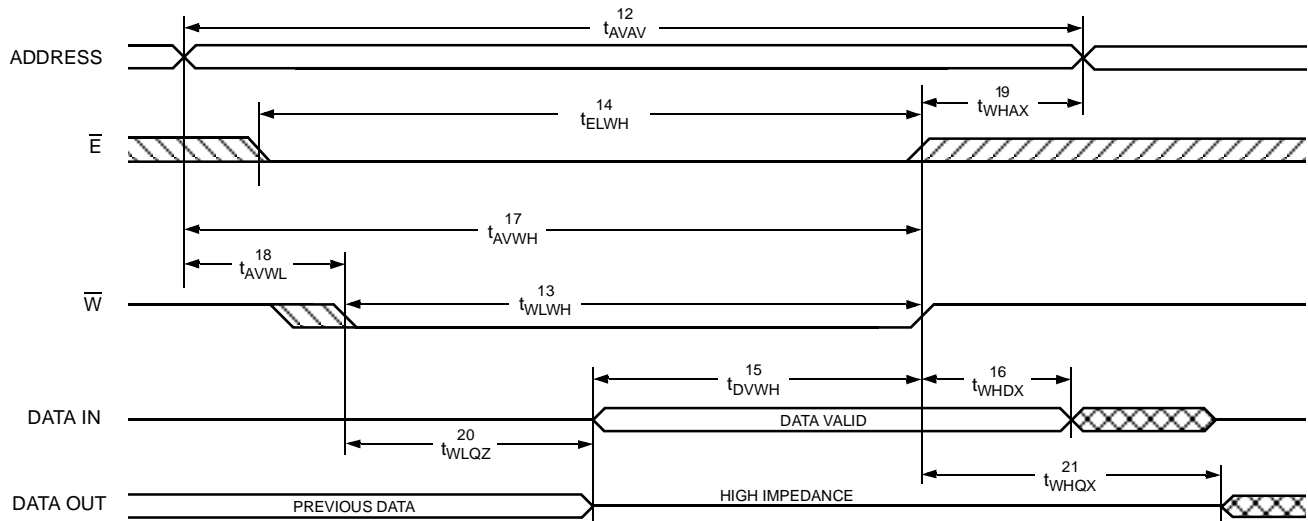 12
tAVAV
ADDRESS
14
tELWH
19
tWHAX
E
17
tAVWH
18
tAVWL
W
13
tWLWH
15
tDVWH
16
tWHDX
DATA IN
DATA VALID
20
tWLQZ
21
tWHQX
DATA OUT
PREVIOUS DATA
HIGH IMPEDANCE